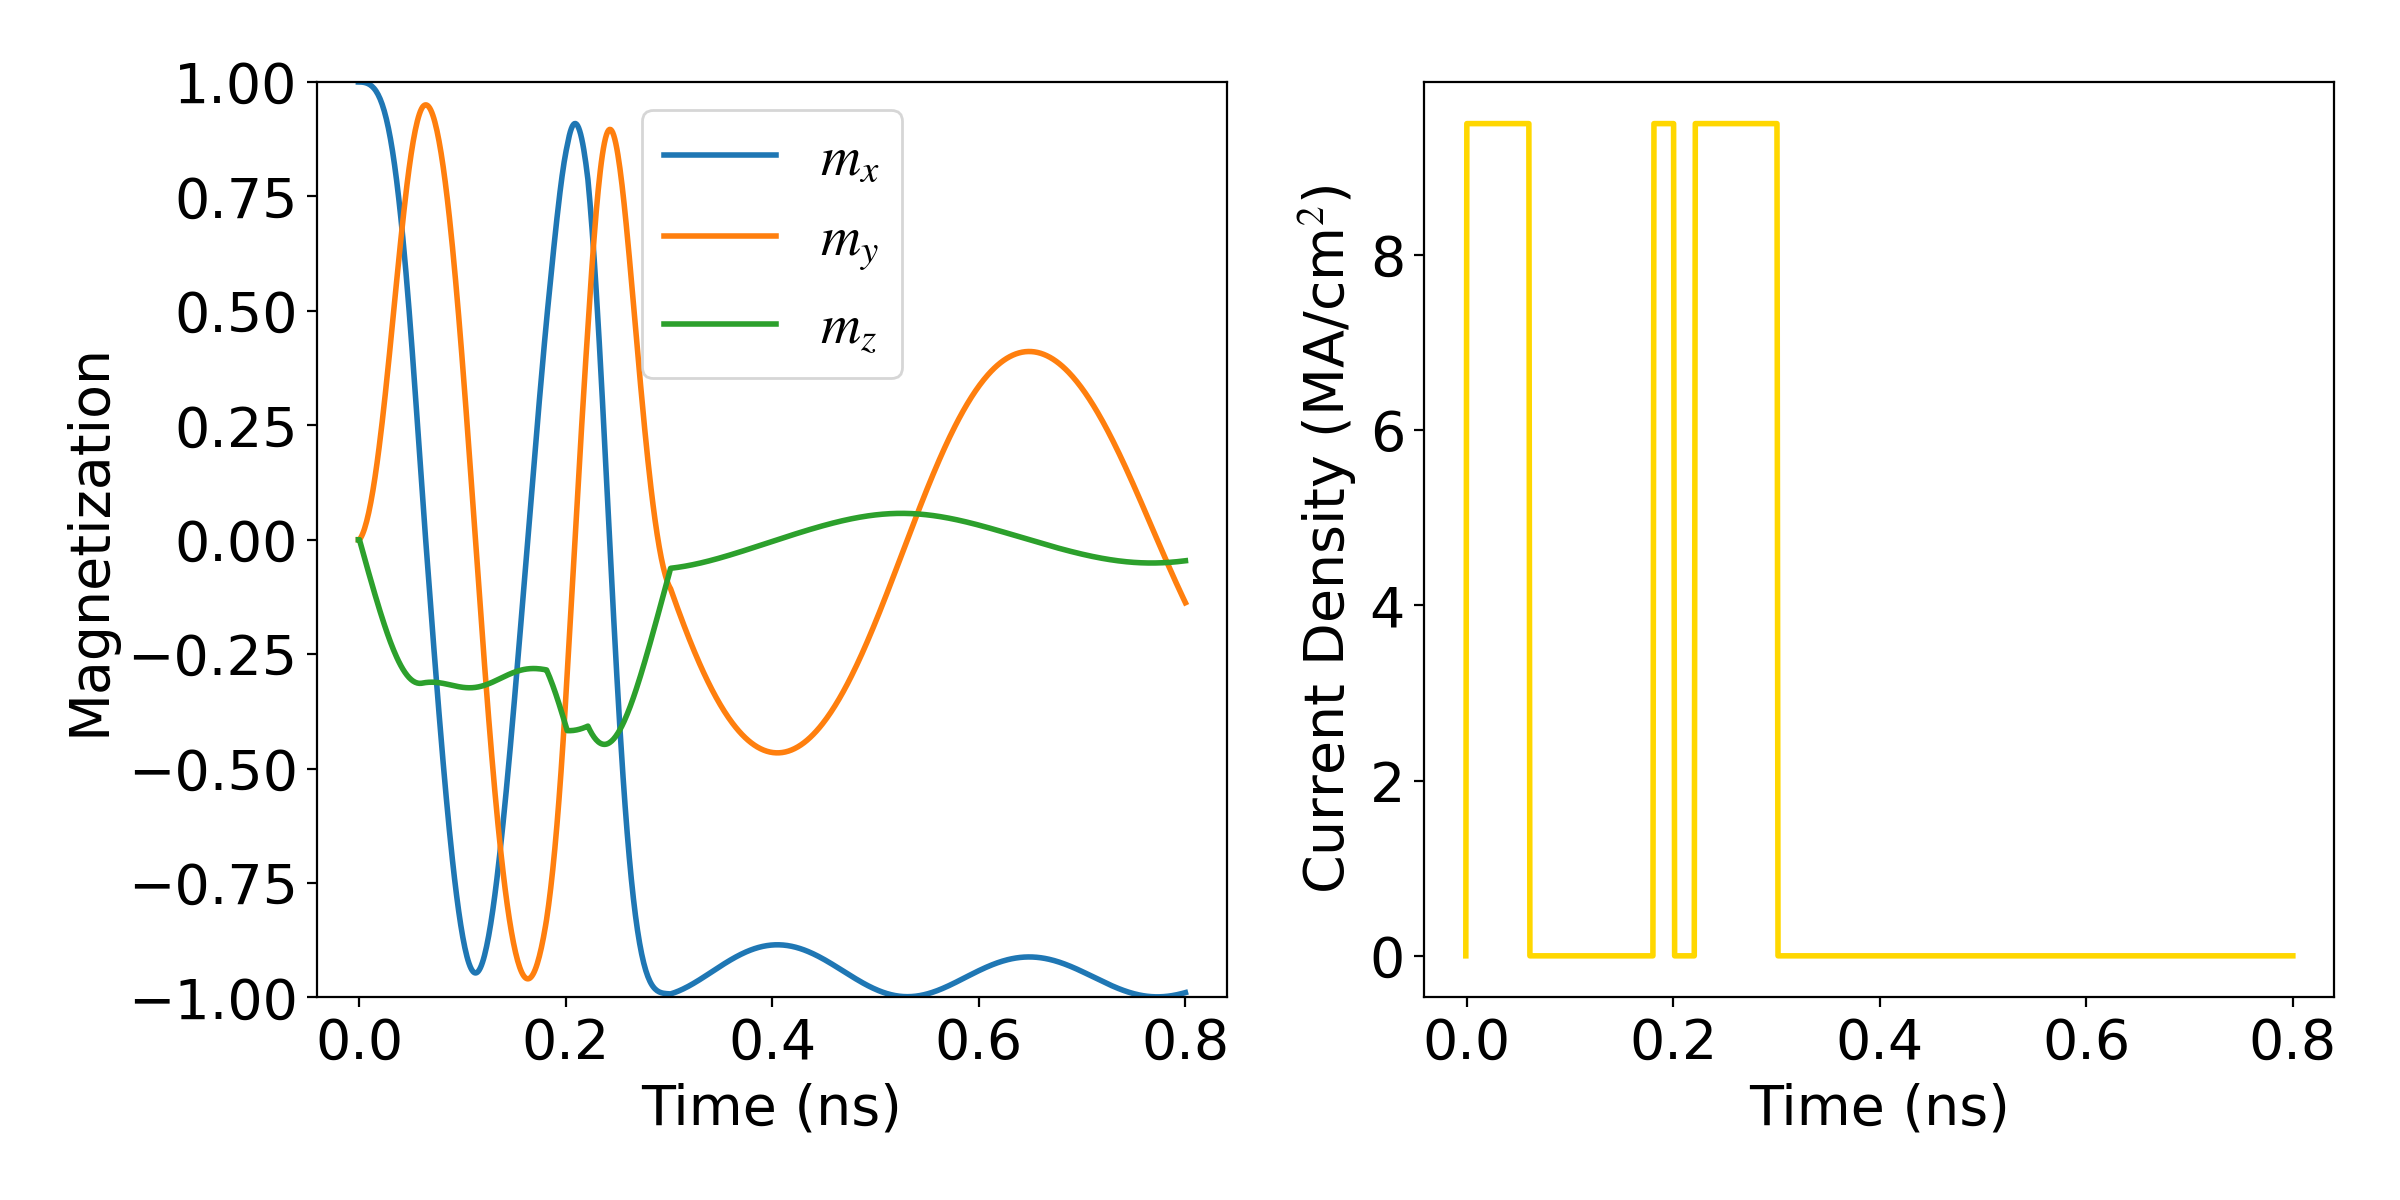 1.00
0.75
0.50
0.25
0.00
−0.25
−0.50
−0.75
−1.00
Magnetization
0.0 0.2 0.4 0.6 0.8
Time (ns)
m_x
m_y
m_z
8
6
4
2
0
Current Density (MA/cm²)
0.0 0.2 0.4 0.6 0.8
Time (ns)